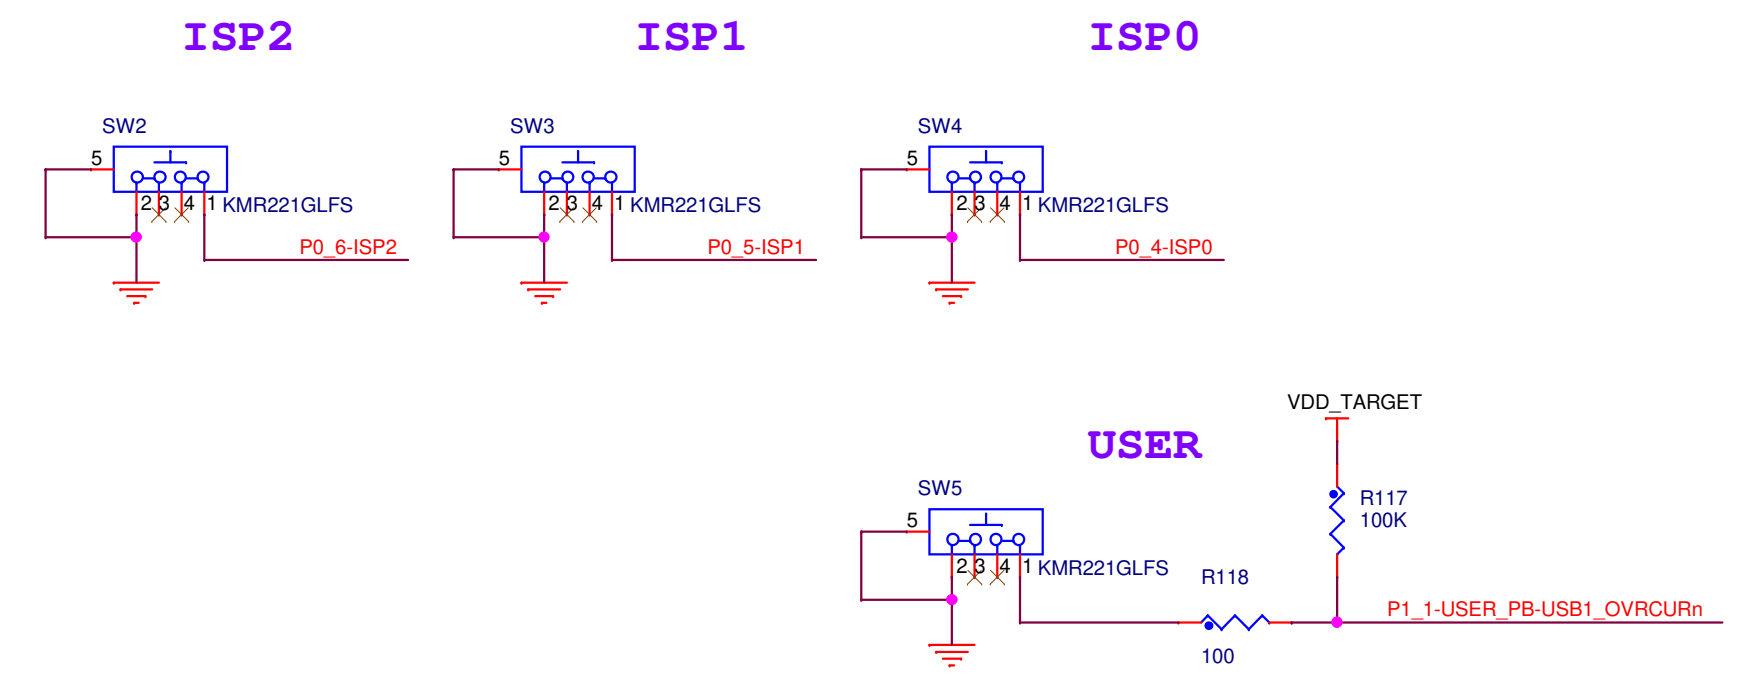 ISP2 ISP1 ISP0
SW2 SW3 SW4
5 5 5
2 3 4 1 KMR221GLFS 2 3 4 1 KMR221GLFS 2 3 4 1 KMR221GLFS
P0_6-ISP2 P0_5-ISP1 P0_4-ISP0
VDD_TARGET
USER
SW5
R117
5
100K
2 3 4 1 KMR221GLFS
R118
P1_1-USER_PB-USB1_OVRCURn
100